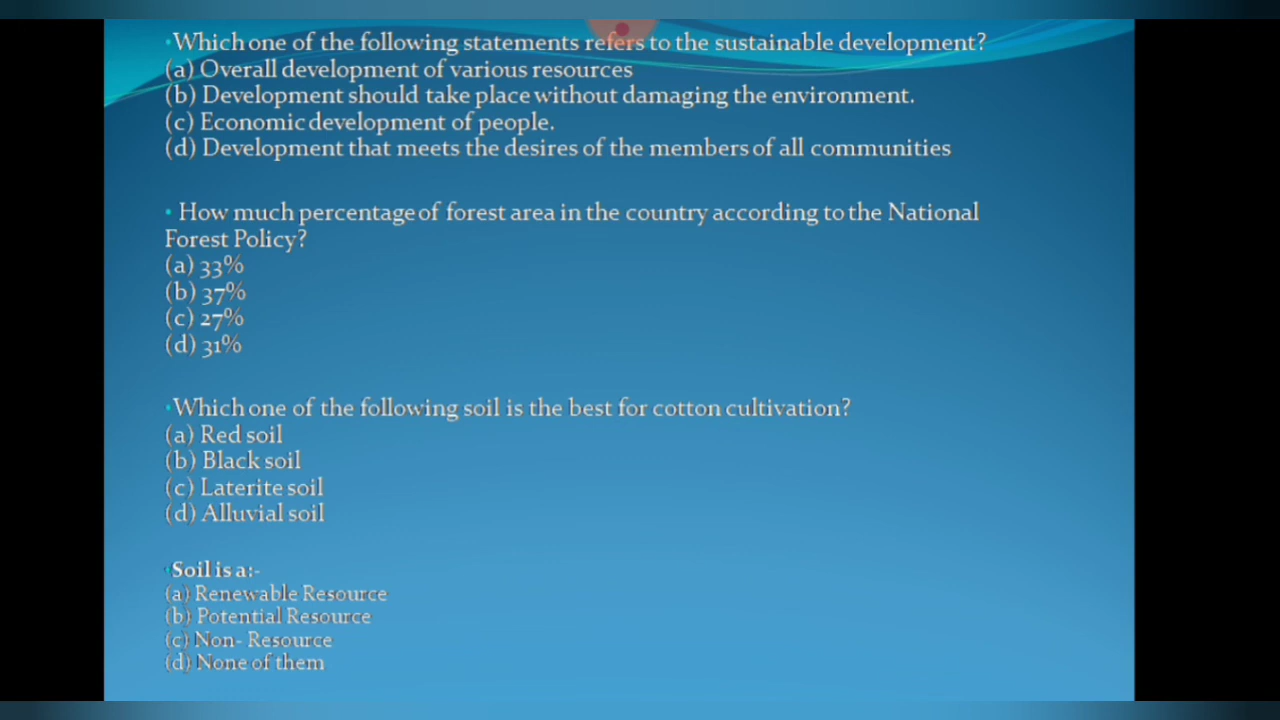 •Which one of the following statements refers to the sustainable development?
(a) Overall development of various resources
(b) Development should take place without damaging the environment.
(c) Economic development of people.
(d) Development that meets the desires of the members of all communities
• How much percentage of forest area in the country according to the National
Forest Policy?
(a) 33%
(b) 37%
(c) 27%
(d) 31%
•Which one of the following soil is the best for cotton cultivation?
(a) Red soil
(b) Black soil
(c) Laterite soil
(d) Alluvial soil
•Soil is a:-
(a) Renewable Resource
(b) Potential Resource
(c) Non- Resource
(d) None of them